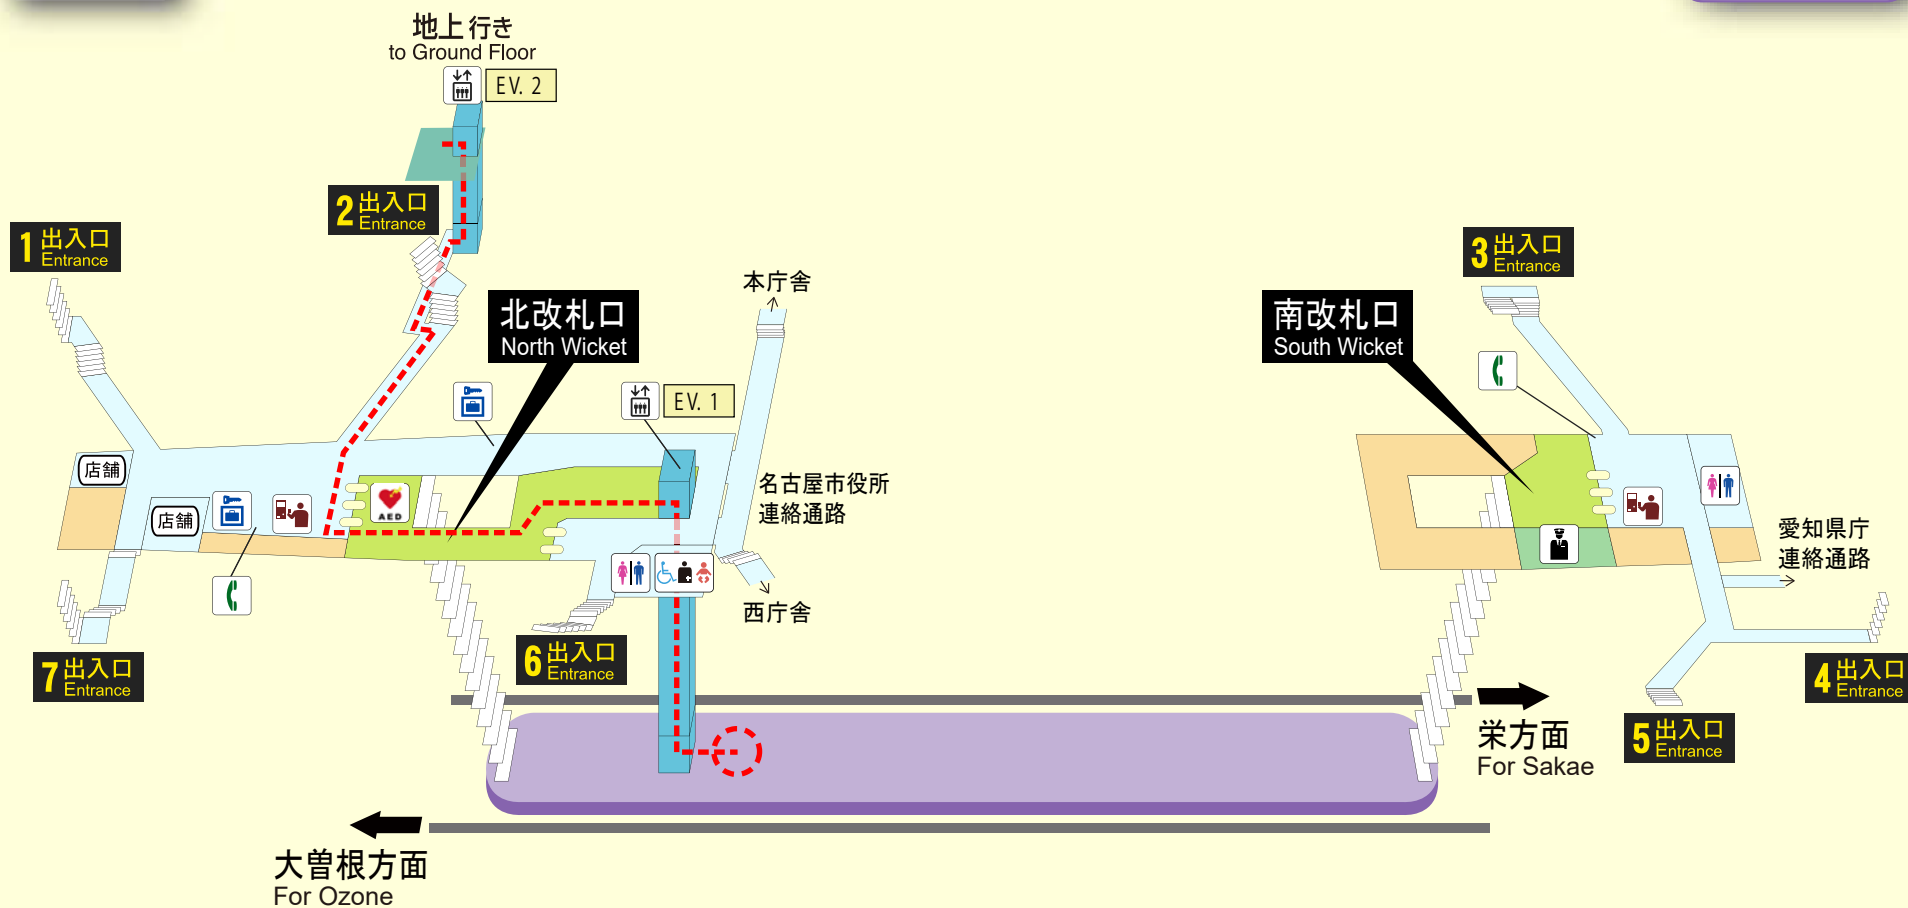 地上行き
to Ground Floor
EV. 2
2 出入口
Entrance
1 出入口
Entrance
3 出入口
Entrance
本庁舎
北改札口
North Wicket
南改札口
South Wicket
EV. 1
店舗
店舗
AED
名古屋市役所
連絡通路
愛知県庁
連絡通路
西庁舎
6 出入口
Entrance
7 出入口
Entrance
4 出入口
Entrance
5 出入口
Entrance
栄方面
For Sakae
大曽根方面
For Ozone